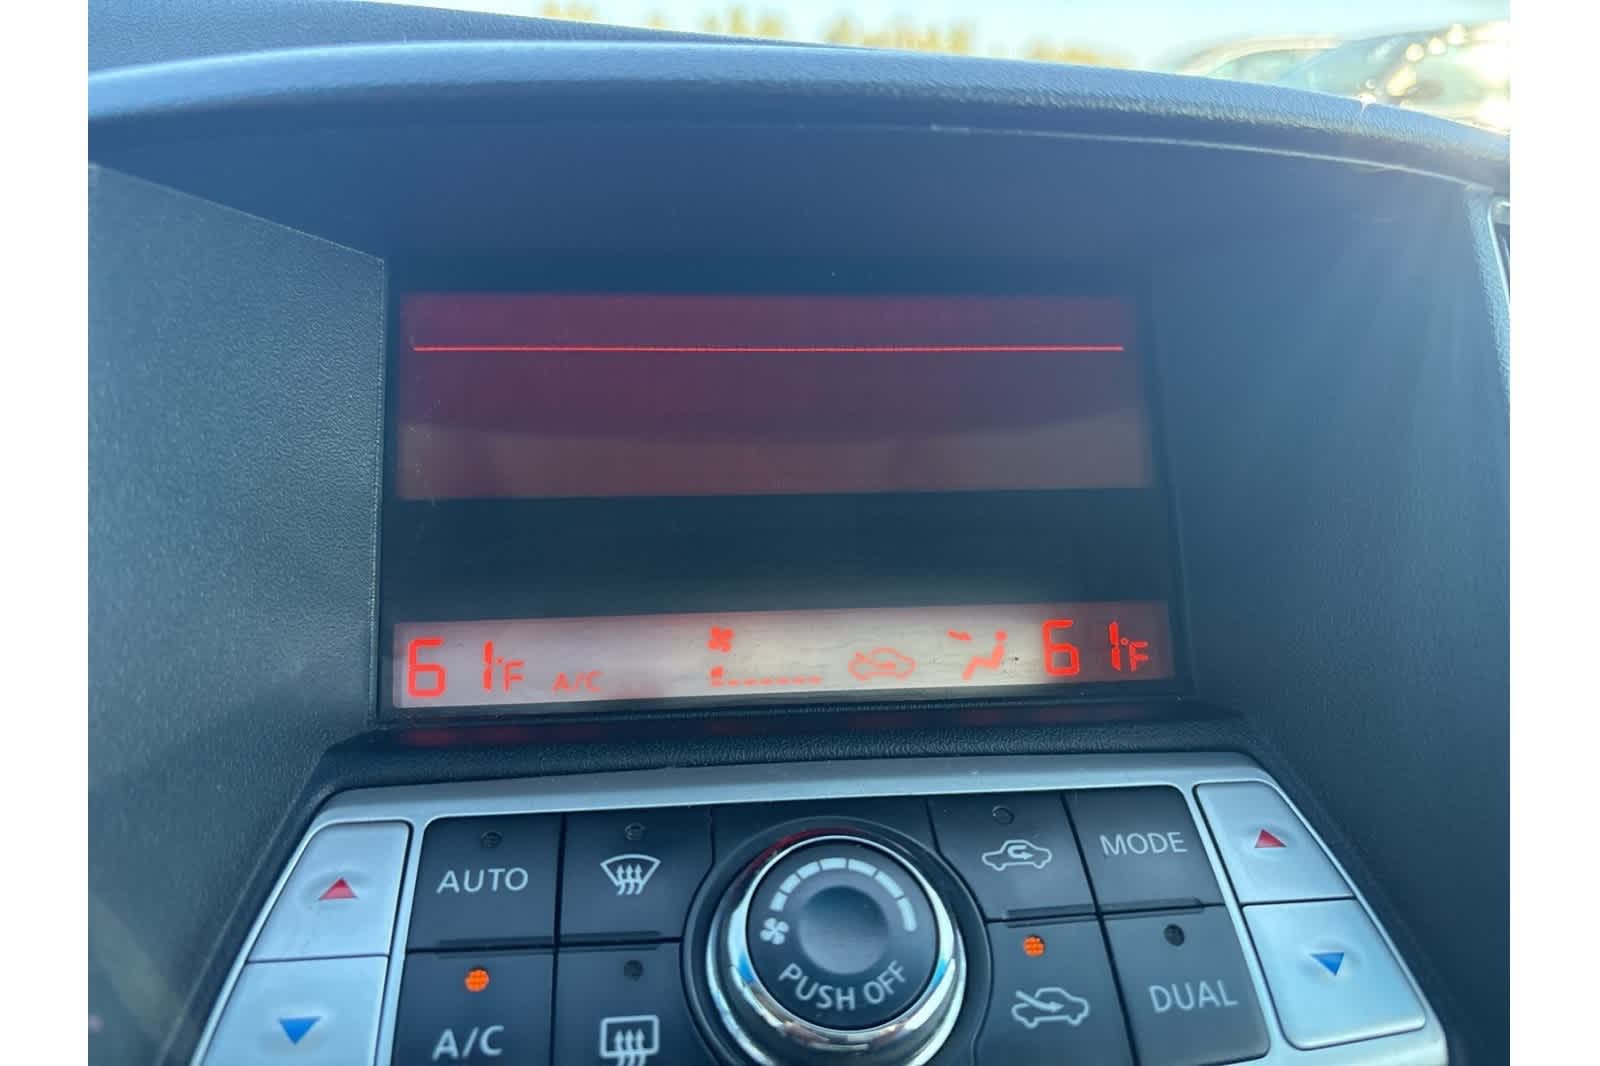 61°F A/C 61°F
AUTO MODE
PUSH OFF
A/C DUAL